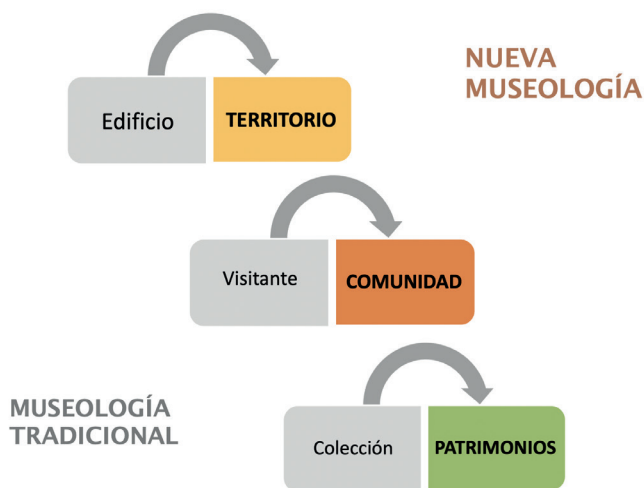 NUEVA
MUSEOLOGÍA
Edificio
TERRITORIO
Visitante
COMUNIDAD
MUSEOLOGÍA
TRADICIONAL
Colección
PATRIMONIOS